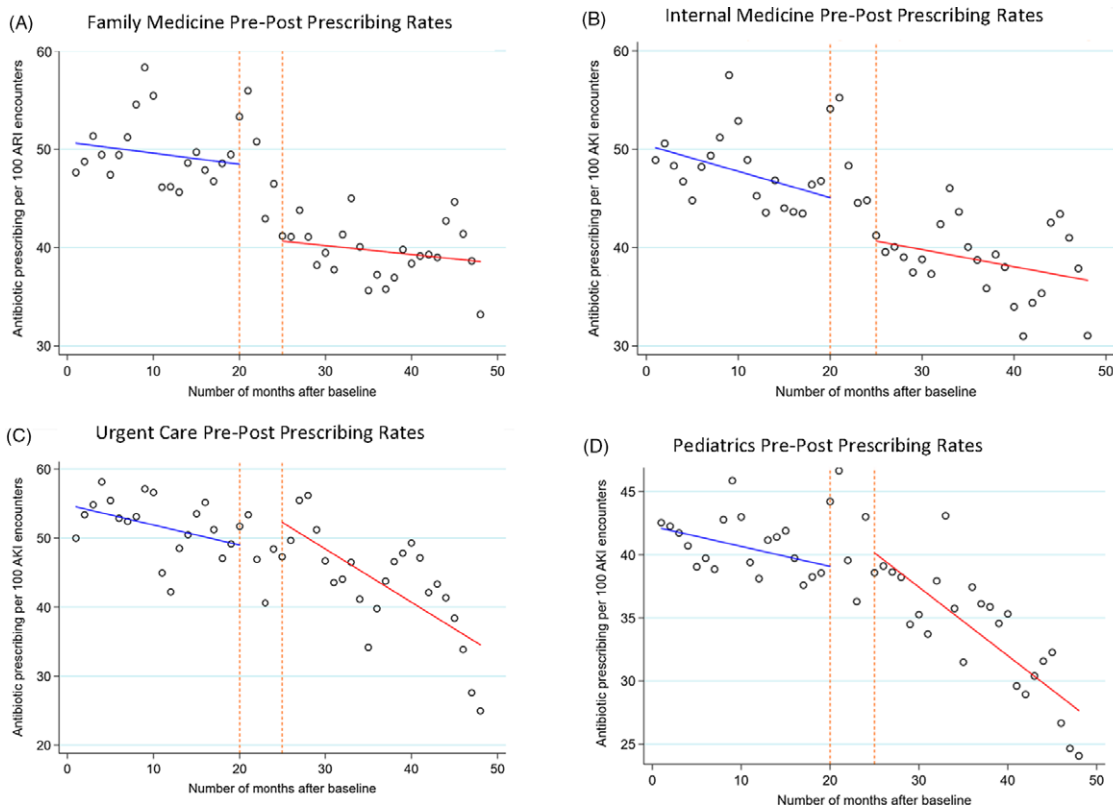 (A) Family Medicine Pre-Post Prescribing Rates
Antibiotic prescribing per 100 ARI encounters
60
50
40
30
0 10 20 30 40 50
Number of months after baseline
(B) Internal Medicine Pre-Post Prescribing Rates
Antibiotic prescribing per 100 AKI encounters
60
50
40
30
0 10 20 30 40 50
Number of months after baseline
(C) Urgent Care Pre-Post Prescribing Rates
Antibiotic prescribing per 100 AKI encounters
60
50
40
30
20
0 10 20 30 40 50
Number of months after baseline
(D) Pediatrics Pre-Post Prescribing Rates
Antibiotic prescribing per 100 AKI encounters
45
40
35
30
25
0 10 20 30 40 50
Number of months after baseline